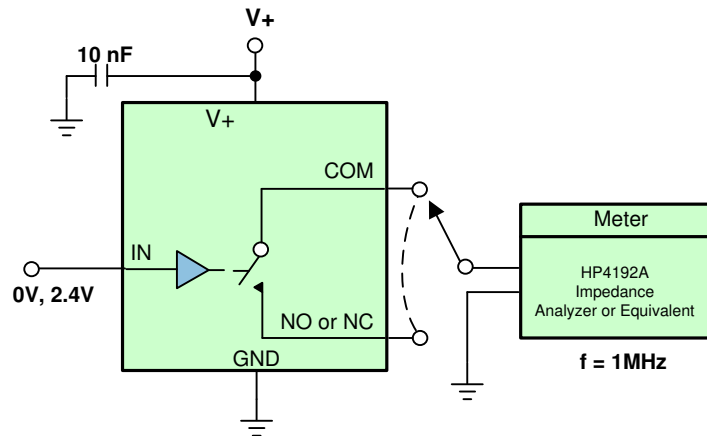 V+
10 nF
V+
COM
Meter
IN
HP4192A
Impedance
Analyzer or Equivalent
0V, 2.4V
NO or NC
GND
f = 1MHz